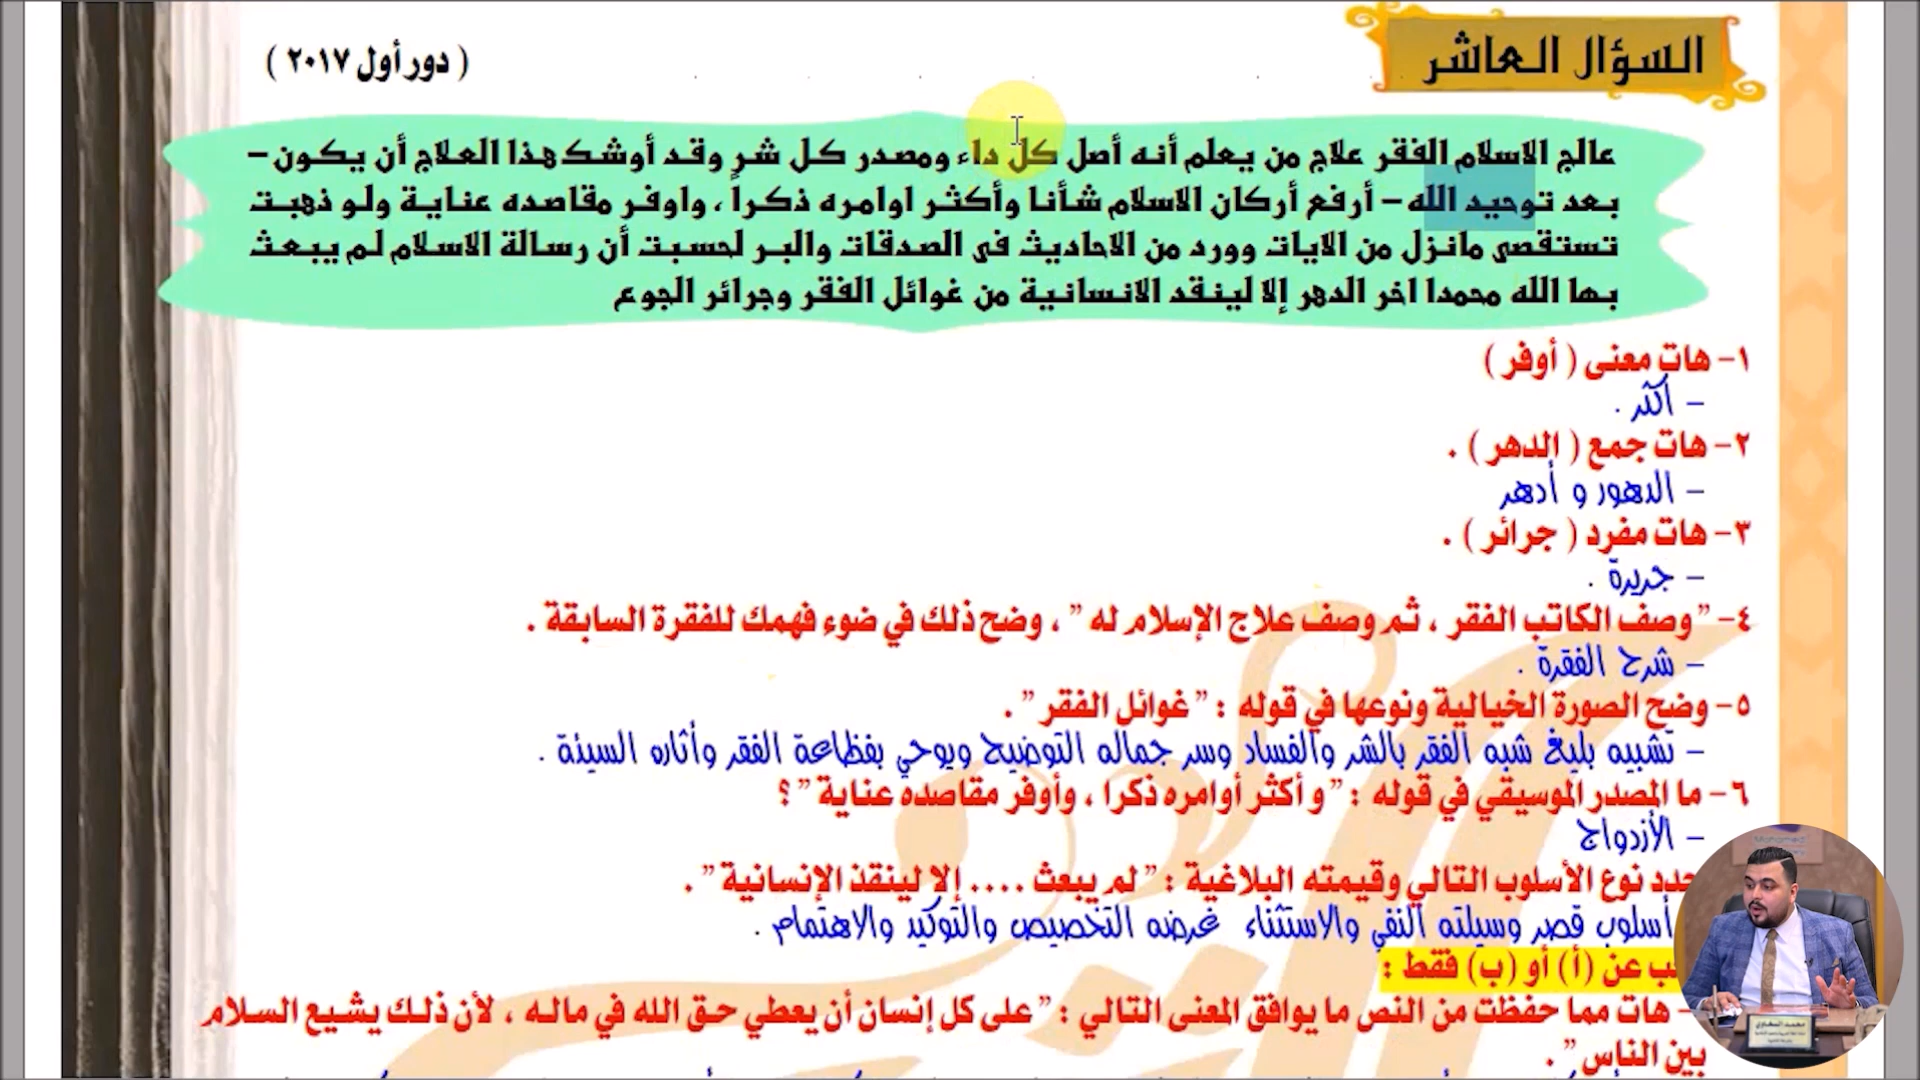 السؤال العاشر
( دور أول ٢٠١٧ )
عالج الاسلام الفقر علاج من يعلم أنه أصل كل داء ومصدر كل شرٍ وقد أوشك هذا العلاج أن يكون –
بعد توحيد الله – أرفع أركان الاسلام شأنا وأكثر اوامره ذكراً ، واوفر مقاصده عناية ولو ذهبت
تستقصى مانزل من الايات وورد من الاحاديث فى الصدقات والبر لحسبت أن رسالة الاسلام لم يبعث
بها الله محمدا اخر الدهر إلا لينقد الانسانية من غوائل الفقر وجرائر الجوع
١- هات معنى ( أوفر )
– أكثر .
٢- هات جمع ( الدهر ) .
– الدهور و أدهر
٣- هات مفرد ( جرائر ) .
– جريرة .
٤- " وصف الكاتب الفقر ، ثم وصف علاج الإسلام له " ، وضح ذلك في ضوء فهمك للفقرة السابقة .
– شرح الفقرة .
٥- وضح الصورة الخيالية ونوعها في قوله : " غوائل الفقر " .
– تشبيه بليغ شبه الفقر بالشر والفساد وسر جماله التوضيح ويوحي بفظاعة الفقر وأثاره السيئة .
٦- ما المصدر الموسيقي في قوله : " و أكثر أوامره ذكرا ، وأوفر مقاصده عناية " ؟
– الأزدواج
حدد نوع الأسلوب التالي وقيمته البلاغية : " لم يبعث .... إلا لينقذ الإنسانية " .
أسلوب قصر وسيلته النفي والاستثناء غرضه التخصيص والتوكيد والاهتمام .
عن (أ) أو (ب) فقط :
- هات مما حفظت من النص ما يوافق المعنى التالي : " على كل إنسان أن يعطي حق الله في ماله ، لأن ذلك يشيع السلام
بين الناس " .